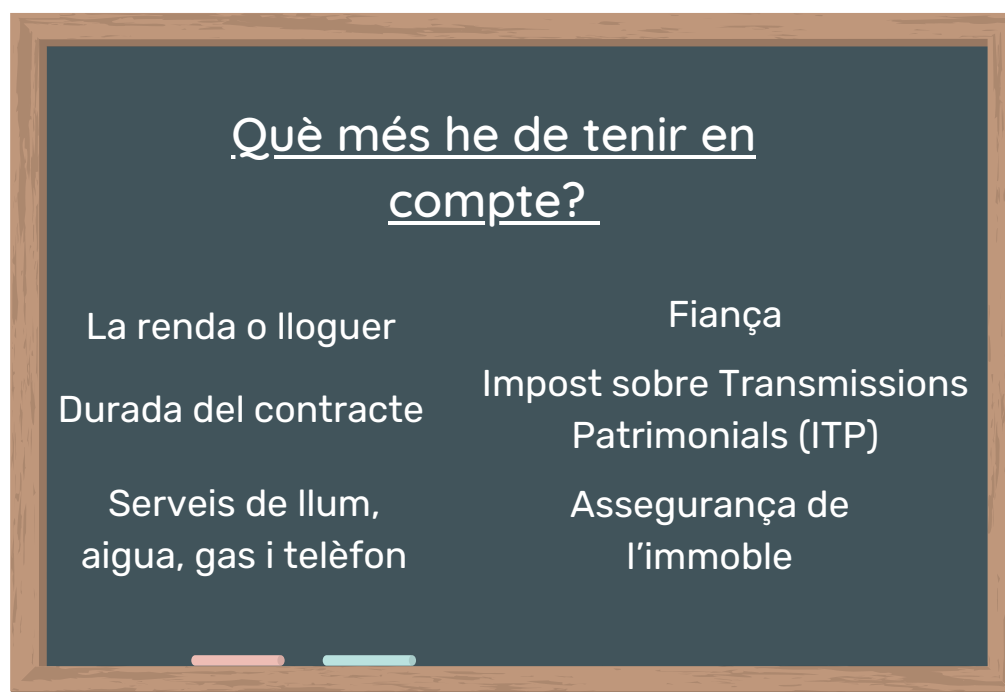 Què més he de tenir en
compte?
La renda o lloguer
Durada del contracte
Serveis de llum,
aigua, gas i telèfon
Fiança
Impost sobre Transmissions
Patrimonials (ITP)
Assegurança de
l’immoble